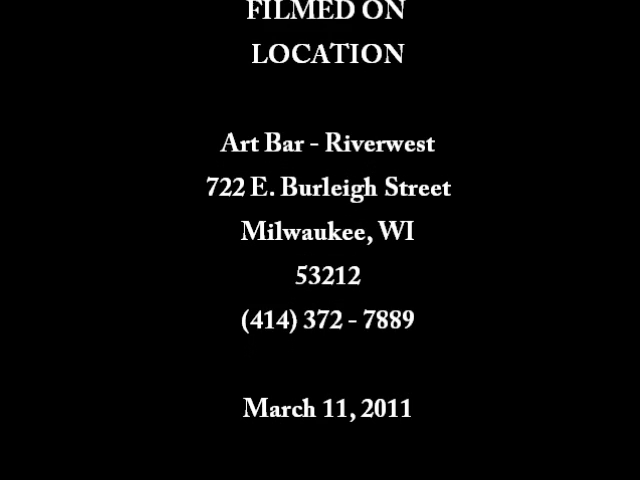 FILMED ON
LOCATION
Art Bar - Riverwest
722 E. Burleigh Street
Milwaukee, WI
53212
(414) 372 - 7889
March 11, 2011